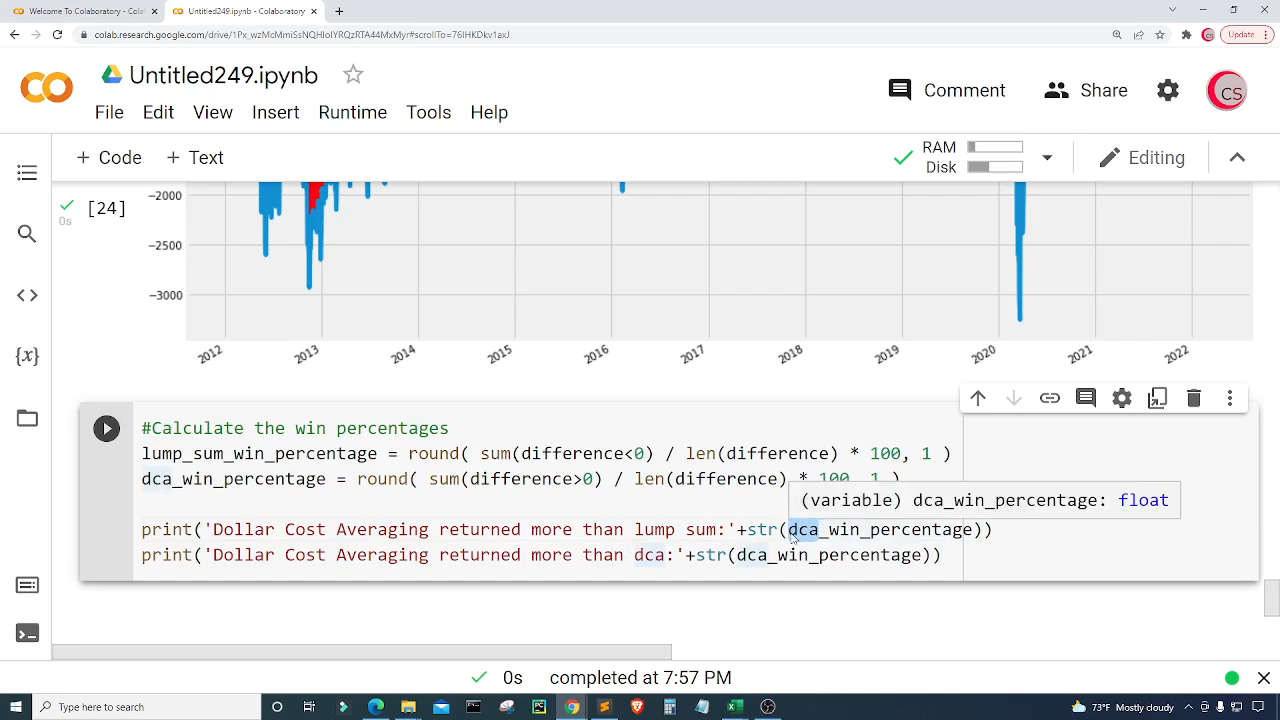 Welcome To Colaboratory - Colal
Untitled249.ipynb - Colaboratory
colab.research.google.com/drive/1Px_wzMcMmiSsNQHIoIYRQzRTA44MxMyr#scrollTo=76IHKDkv1axJ
Update
Untitled249.ipynb
File Edit View Insert Runtime Tools Help
Comment
Share
CS
+ Code + Text
RAM
Disk
Editing
[24]
0s
−2000
−2500
−3000
2012 2013 2014 2015 2016 2017 2018 2019 2020 2021 2022
#Calculate the win percentages
lump_sum_win_percentage = round( sum(difference<0) / len(difference) * 100, 1 )
dca_win_percentage = round( sum(difference>0) / len(difference) * 100, 1 )
(variable) dca_win_percentage: float
print('Dollar Cost Averaging returned more than lump sum:'+str(dca_win_percentage))
print('Dollar Cost Averaging returned more than dca:'+str(dca_win_percentage))
{x}
0s completed at 7:57 PM
Type here to search
73°F Mostly cloudy